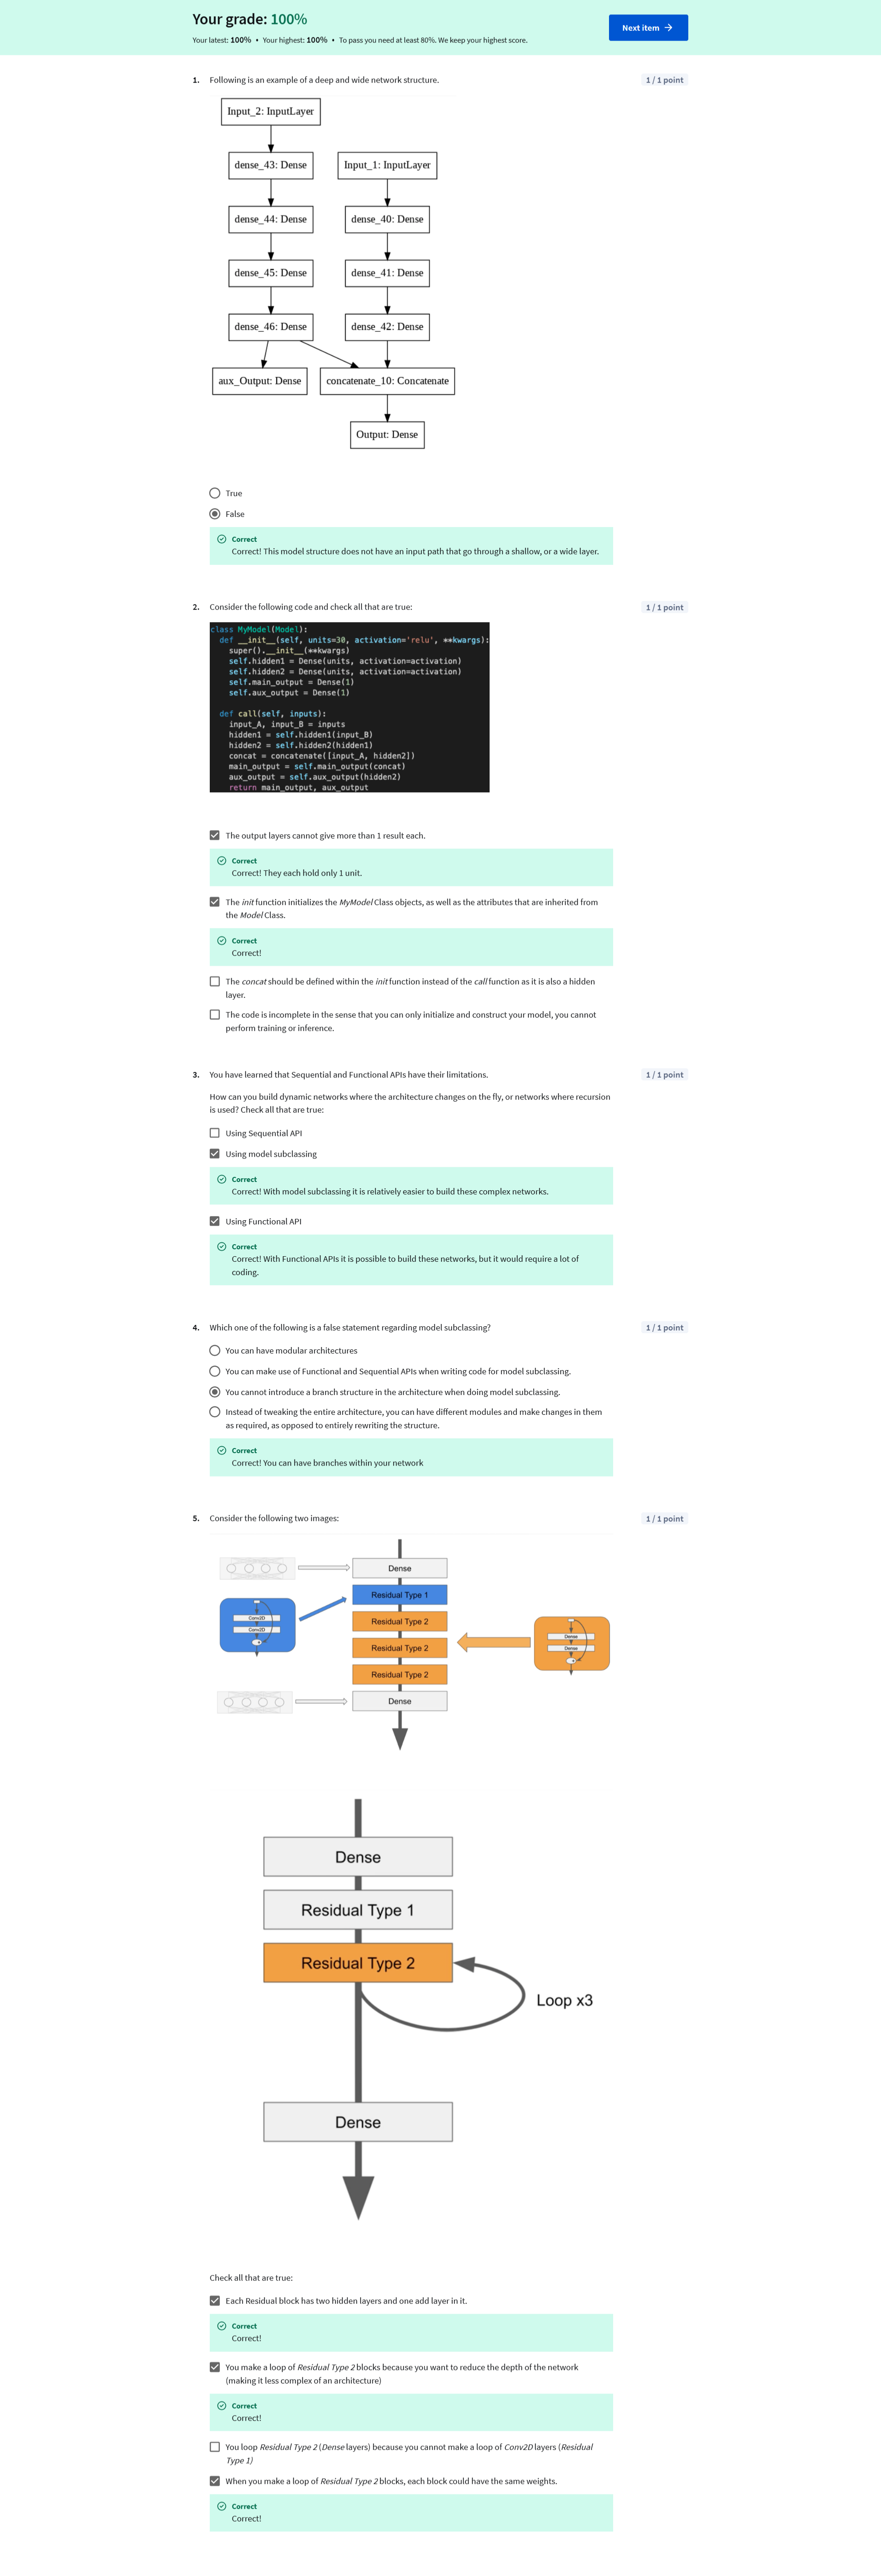 Your grade: 100%
Your latest: 100% • Your highest: 100% • To pass you need at least 80%. We keep your highest score.
Next item →
1. Following is an example of a deep and wide network structure.
1 / 1 point
Input_2: InputLayer
dense_43: Dense
Input_1: InputLayer
dense_44: Dense
dense_40: Dense
dense_45: Dense
dense_41: Dense
dense_46: Dense
dense_42: Dense
aux_Output: Dense
concatenate_10: Concatenate
Output: Dense
True
False
Correct
Correct! This model structure does not have an input path that go through a shallow, or a wide layer.
2. Consider the following code and check all that are true:
1 / 1 point
class MyModel(Model):
def __init__(self, units=30, activation='relu', **kwargs):
super().__init__(**kwargs)
self.hidden1 = Dense(units, activation=activation)
self.hidden2 = Dense(units, activation=activation)
self.main_output = Dense(1)
self.aux_output = Dense(1)
def call(self, inputs):
input_A, input_B = inputs
hidden1 = self.hidden1(input_B)
hidden2 = self.hidden2(hidden1)
concat = concatenate([input_A, hidden2])
main_output = self.main_output(concat)
aux_output = self.aux_output(hidden2)
return main_output, aux_output
The output layers cannot give more than 1 result each.
Correct
Correct! They each hold only 1 unit.
The init function initializes the MyModel Class objects, as well as the attributes that are inherited from
the Model Class.
Correct
Correct!
The concat should be defined within the init function instead of the call function as it is also a hidden
layer.
The code is incomplete in the sense that you can only initialize and construct your model, you cannot
perform training or inference.
3. You have learned that Sequential and Functional APIs have their limitations.
1 / 1 point
How can you build dynamic networks where the architecture changes on the fly, or networks where recursion
is used? Check all that are true:
Using Sequential API
Using model subclassing
Correct
Correct! With model subclassing it is relatively easier to build these complex networks.
Using Functional API
Correct
Correct! With Functional APIs it is possible to build these networks, but it would require a lot of
coding.
4. Which one of the following is a false statement regarding model subclassing?
1 / 1 point
You can have modular architectures
You can make use of Functional and Sequential APIs when writing code for model subclassing.
You cannot introduce a branch structure in the architecture when doing model subclassing.
Instead of tweaking the entire architecture, you can have different modules and make changes in them
as required, as opposed to entirely rewriting the structure.
Correct
Correct! You can have branches within your network
5. Consider the following two images:
1 / 1 point
Dense
Residual Type 1
Conv2D
Conv2D
Residual Type 2
Residual Type 2
Dense
Dense
Residual Type 2
Dense
Dense
Residual Type 1
Residual Type 2
Loop x3
Dense
Check all that are true:
Each Residual block has two hidden layers and one add layer in it.
Correct
Correct!
You make a loop of Residual Type 2 blocks because you want to reduce the depth of the network
(making it less complex of an architecture)
Correct
Correct!
You loop Residual Type 2 (Dense layers) because you cannot make a loop of Conv2D layers (Residual
Type 1)
When you make a loop of Residual Type 2 blocks, each block could have the same weights.
Correct
Correct!